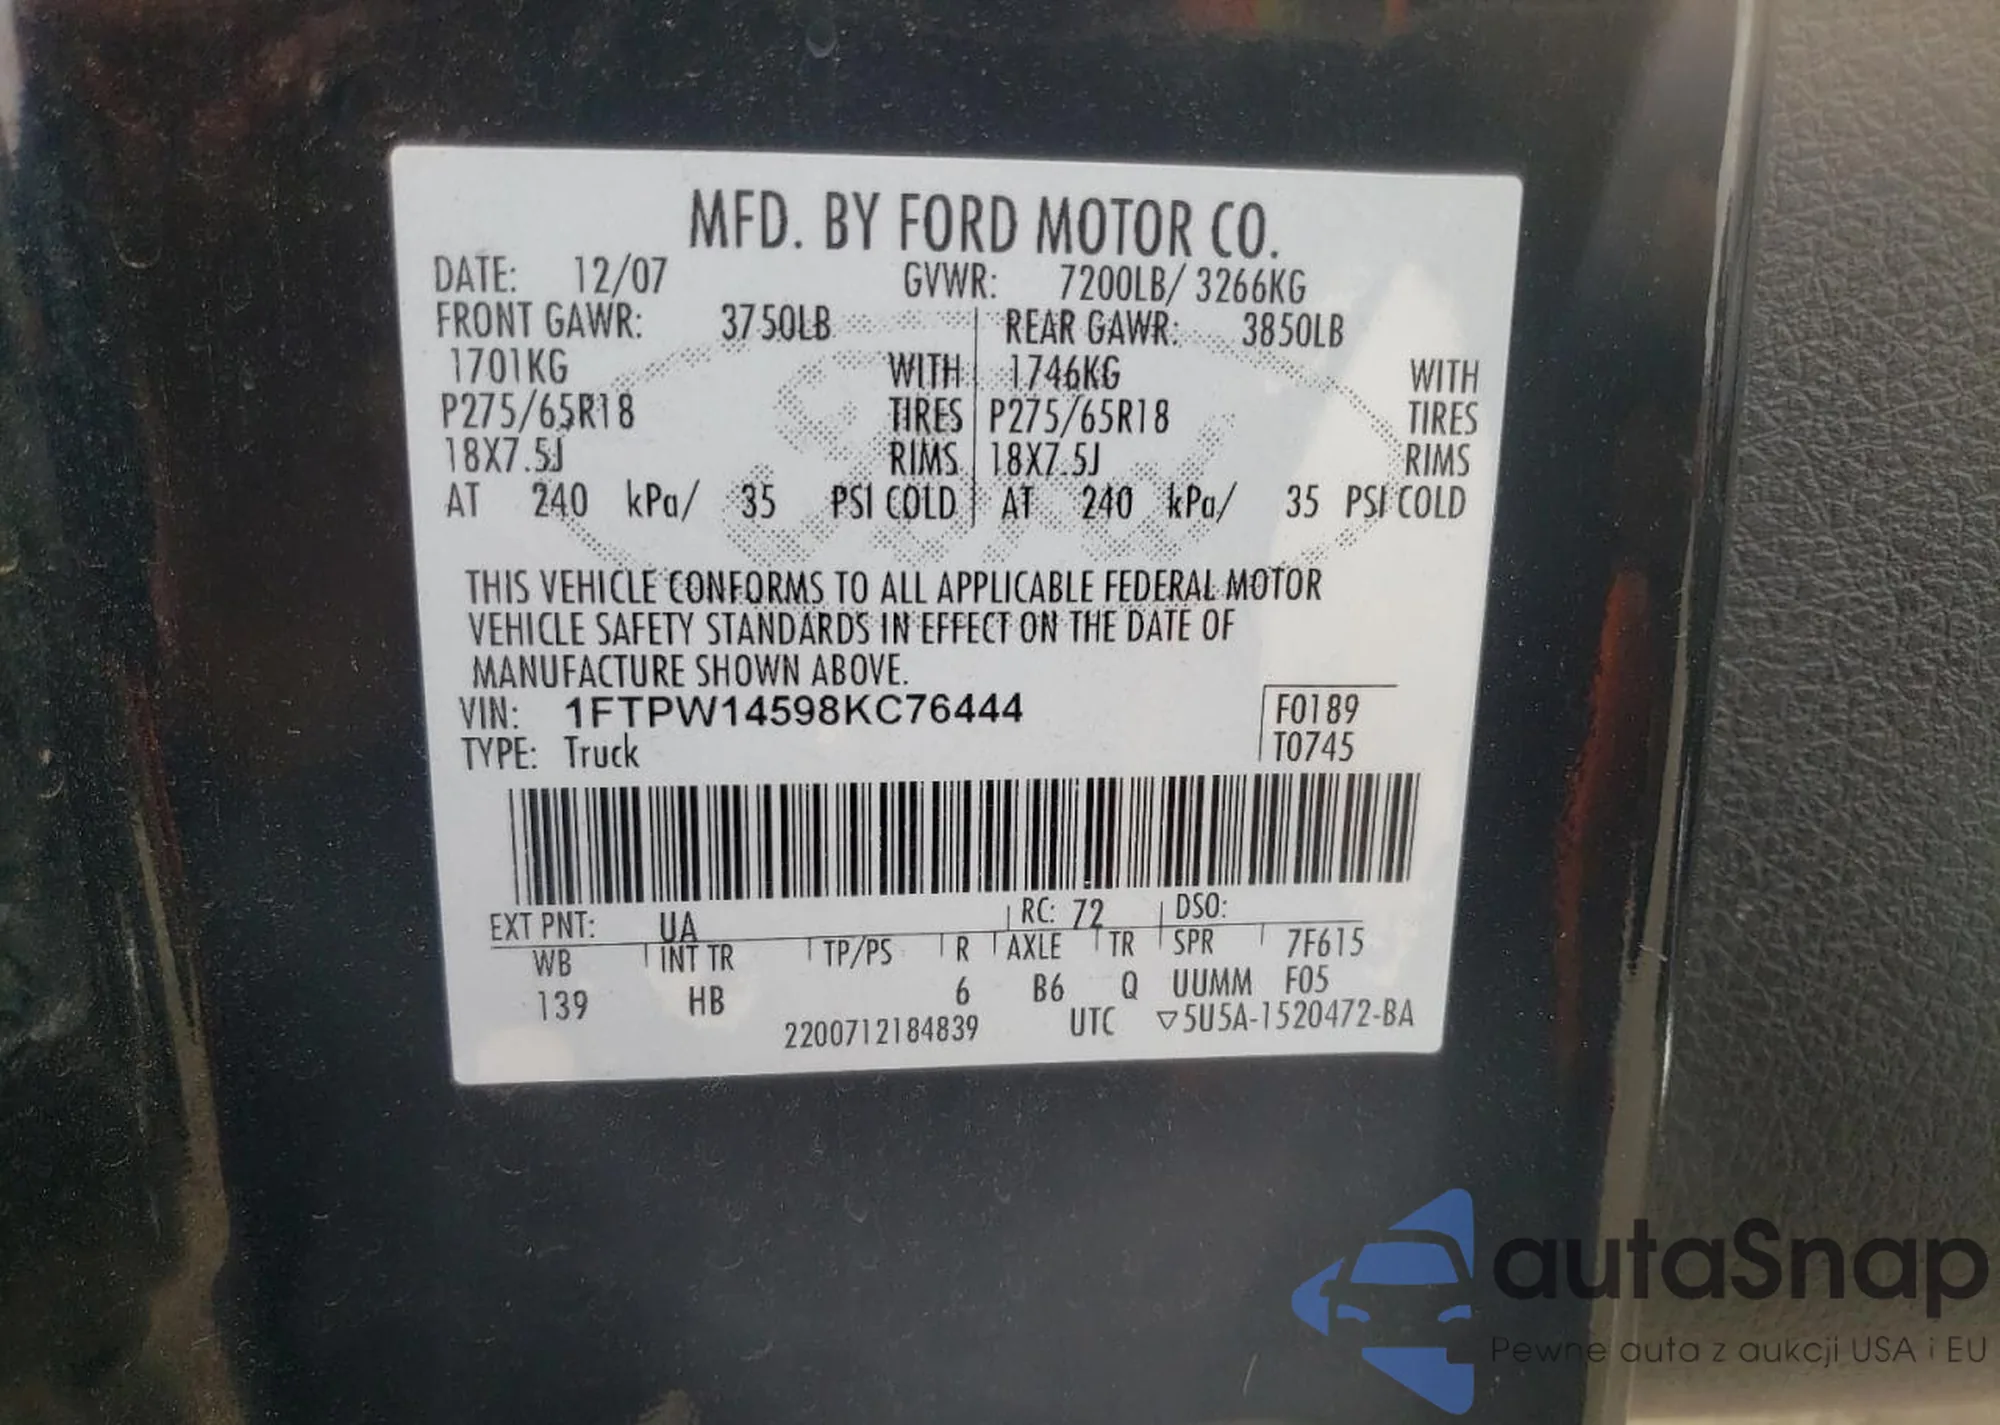 MFD. BY FORD MOTOR CO.
DATE: 12/07 GVWR: 7200LB/ 3266KG
FRONT GAWR: 3750LB REAR GAWR: 3850LB
1701KG WITH 1746KG WITH
P275/65R18 TIRES P275/65R18 TIRES
18X7.5J RIMS 18X7.5J RIMS
AT 240 kPa/ 35 PSI COLD AT 240 kPa/ 35 PSI COLD
THIS VEHICLE CONFORMS TO ALL APPLICABLE FEDERAL MOTOR
VEHICLE SAFETY STANDARDS IN EFFECT ON THE DATE OF
MANUFACTURE SHOWN ABOVE.
VIN: 1FTPW14598KC76444 F0189
TYPE: Truck T0745
EXT PNT: UA RC: 72 DSO:
WB INT TR TP/PS R AXLE TR SPR 7F615
139 HB 6 B6 Q UUMM F05
2200712184839 UTC ▽5U5A-1520472-BA
autaSnap
Pewne auta z aukcji USA i EU